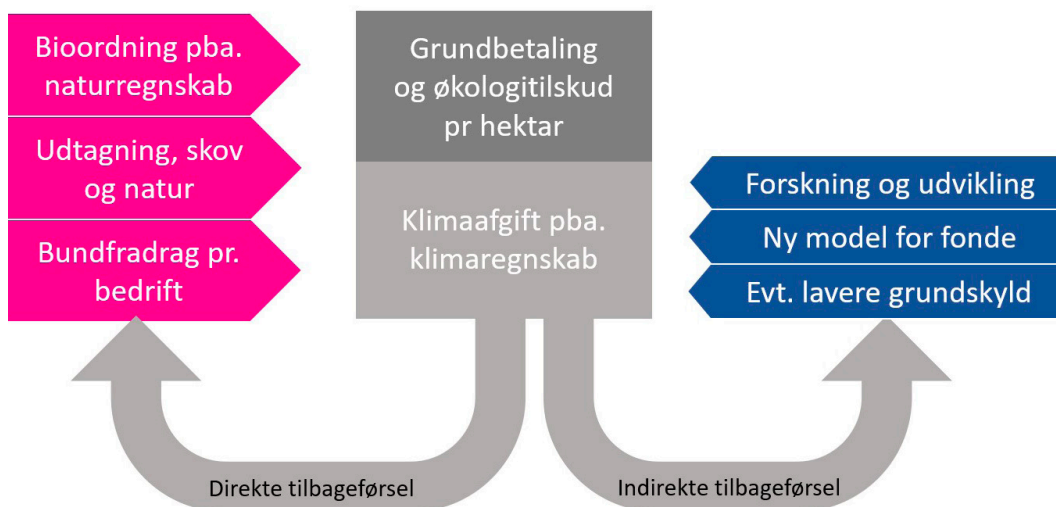 Bioordning pba.
naturregnskab
Udtagning, skov
og natur
Bundfradrag pr.
bedrift
Grundbetaling
og økologitilskud
pr hektar
Klimaafgift pba.
klimaregnskab
Forskning og udvikling
Ny model for fonde
Evt. lavere grundskyld
Direkte tilbageførsel
Indirekte tilbageførsel